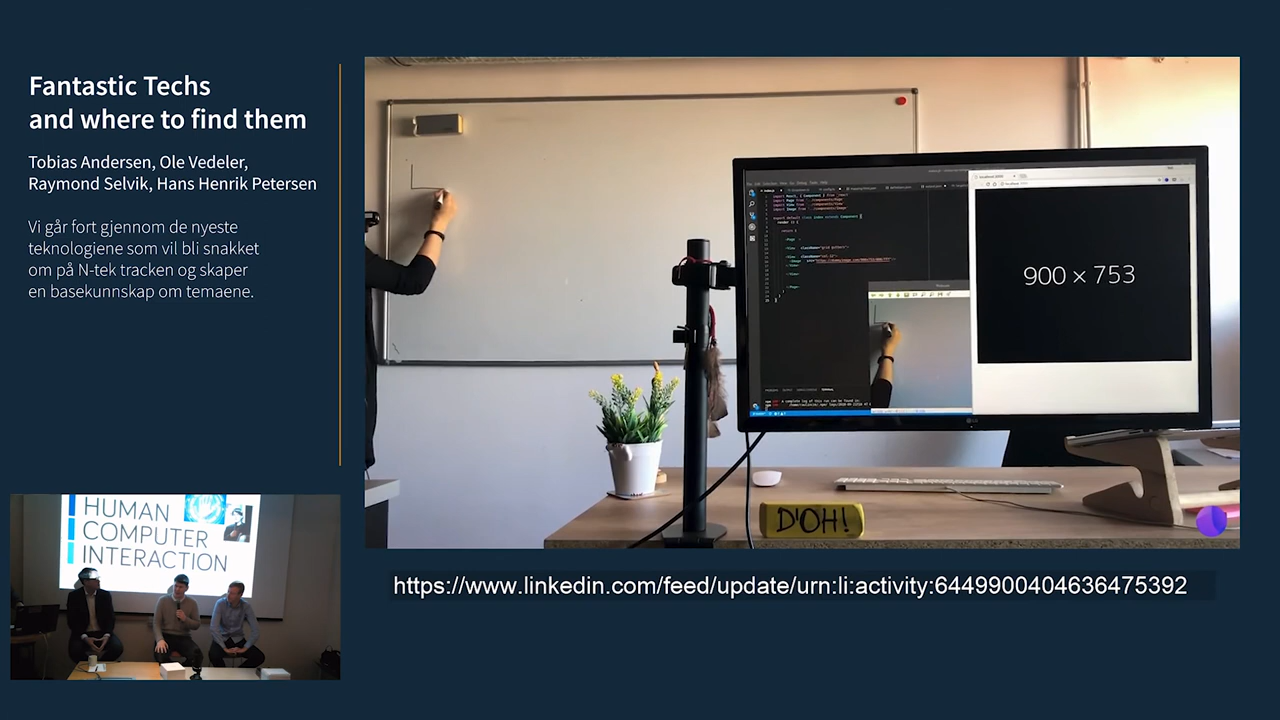 Fantastic Techs
and where to find them
Tobias Andersen, Ole Vedeler,
Raymond Selvik, Hans Henrik Petersen
Vi går kort gjennom de nyeste
teknologiene som vil bli snakket
om på N-tek tracken og skaper
en basekunnskap om temaene.
900 × 753
D'OH!
https://www.linkedin.com/feed/update/urn:li:activity:6449900404636475392
HUMAN
COMPUTER
INTERACTION